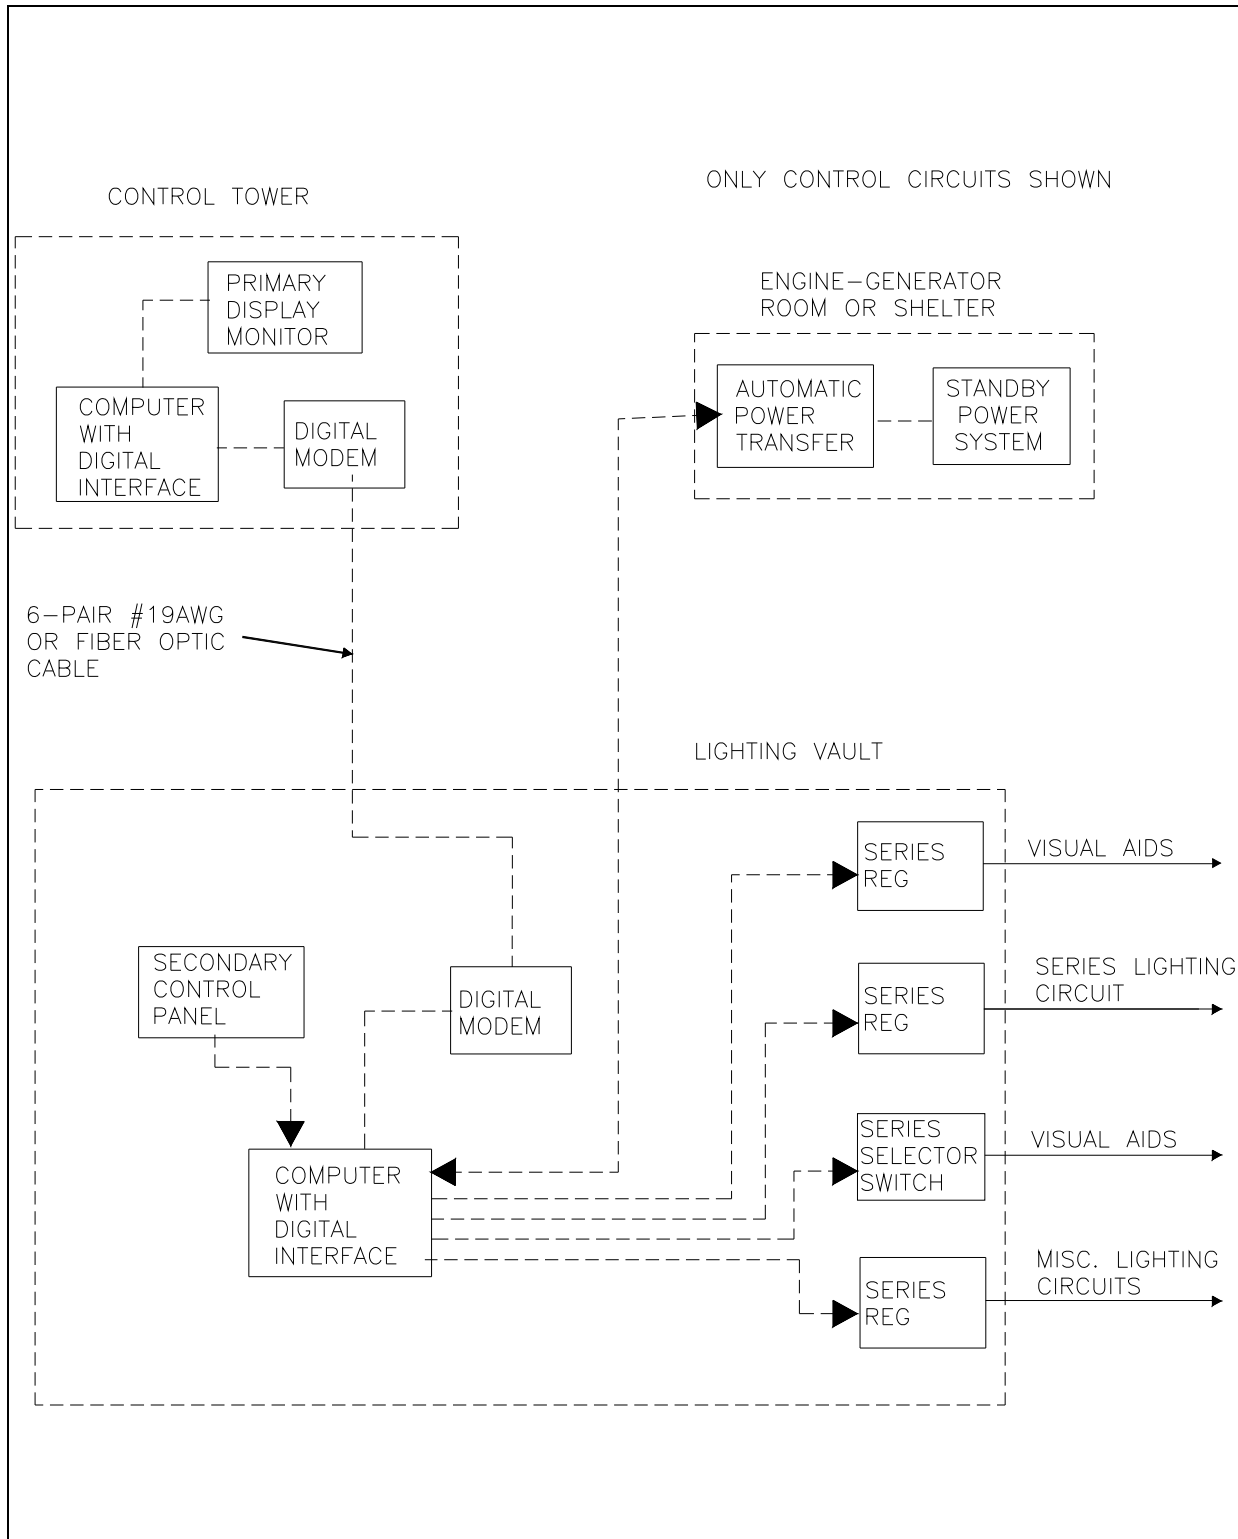 ONLY CONTROL CIRCUITS SHOWN
CONTROL TOWER
PRIMARY
DISPLAY
MONITOR
COMPUTER
WITH
DIGITAL
INTERFACE
DIGITAL
MODEM
ENGINE-GENERATOR
ROOM OR SHELTER
AUTOMATIC
POWER
TRANSFER
STANDBY
POWER
SYSTEM
6-PAIR #19AWG
OR FIBER OPTIC
CABLE
LIGHTING VAULT
SECONDARY
CONTROL
PANEL
DIGITAL
MODEM
COMPUTER
WITH
DIGITAL
INTERFACE
SERIES
REG
VISUAL AIDS
SERIES
REG
SERIES LIGHTING
CIRCUIT
SERIES
SELECTOR
SWITCH
VISUAL AIDS
SERIES
REG
MISC. LIGHTING
CIRCUITS